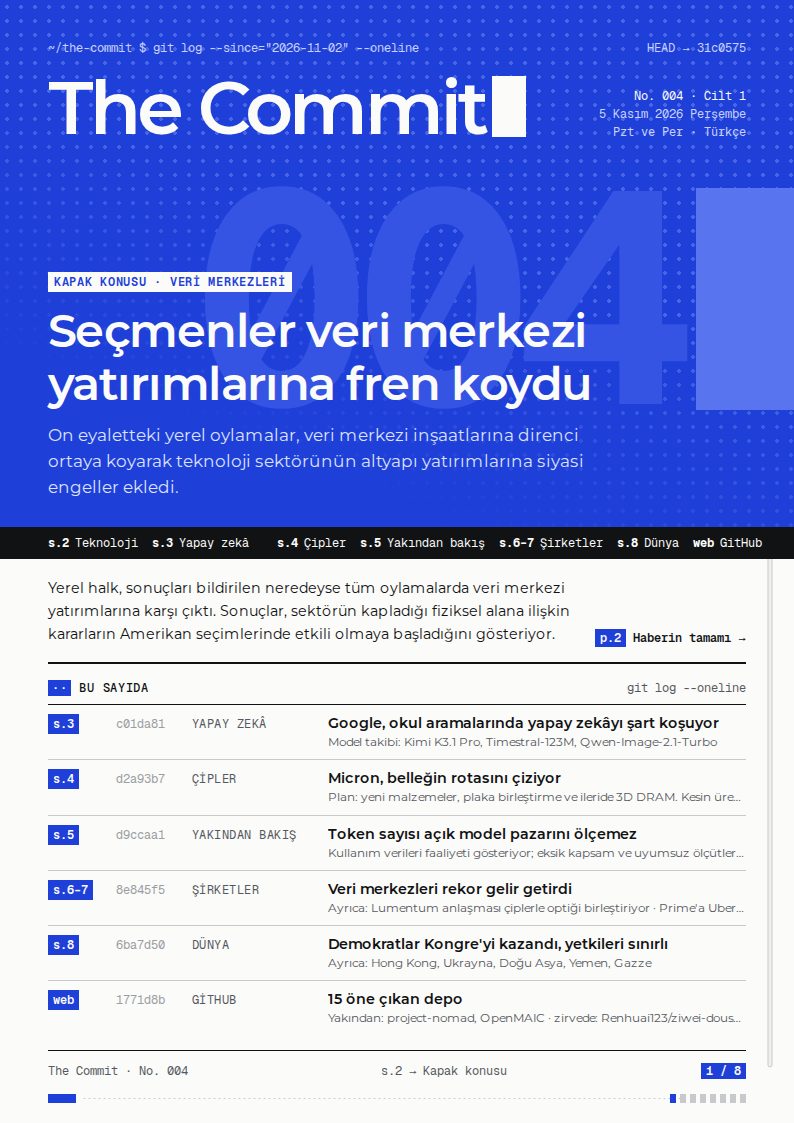 ~/the-commit $ git log --since="2026-11-02" --oneline
HEAD → 31c0575
The Commit
No. 004 · Cilt 1
5 Kasım 2026 Perşembe
Pzt ve Per · Türkçe
004
KAPAK KONUSU · VERİ MERKEZLERİ
Seçmenler veri merkezi
yatırımlarına fren koydu
On eyaletteki yerel oylamalar, veri merkezi inşaatlarına direnci
ortaya koyarak teknoloji sektörünün altyapı yatırımlarına siyasi
engeller ekledi.
s.2 Teknoloji s.3 Yapay zekâ s.4 Çipler s.5 Yakından bakış s.6-7 Şirketler s.8 Dünya web GitHub
Yerel halk, sonuçları bildirilen neredeyse tüm oylamalarda veri merkezi
yatırımlarına karşı çıktı. Sonuçlar, sektörün kapladığı fiziksel alana ilişkin
kararların Amerikan seçimlerinde etkili olmaya başladığını gösteriyor.
p.2 Haberin tamamı →
·· BU SAYIDA
git log --oneline
s.3 c01da81 YAPAY ZEKÂ Google, okul aramalarında yapay zekâyı şart koşuyor
Model takibi: Kimi K3.1 Pro, Timestral-123M, Qwen-Image-2.1-Turbo
s.4 d2a93b7 ÇİPLER Micron, belleğin rotasını çiziyor
Plan: yeni malzemeler, plaka birleştirme ve ileride 3D DRAM. Kesin üre...
s.5 d9ccaa1 YAKINDAN BAKIŞ Token sayısı açık model pazarını ölçemez
Kullanım verileri faaliyeti gösteriyor; eksik kapsam ve uyumsuz ölçütler...
s.6-7 8e845f5 ŞİRKETLER Veri merkezleri rekor gelir getirdi
Ayrıca: Lumentum anlaşması çiplerle optiği birleştiriyor · Prime'a Uber...
s.8 6ba7d50 DÜNYA Demokratlar Kongre'yi kazandı, yetkileri sınırlı
Ayrıca: Hong Kong, Ukrayna, Doğu Asya, Yemen, Gazze
web 1771d8b GİTHUB 15 öne çıkan depo
Yakından: project-nomad, OpenMAIC · zirvede: Renhuai123/ziwei-dous...
The Commit · No. 004
s.2 → Kapak konusu
1 / 8